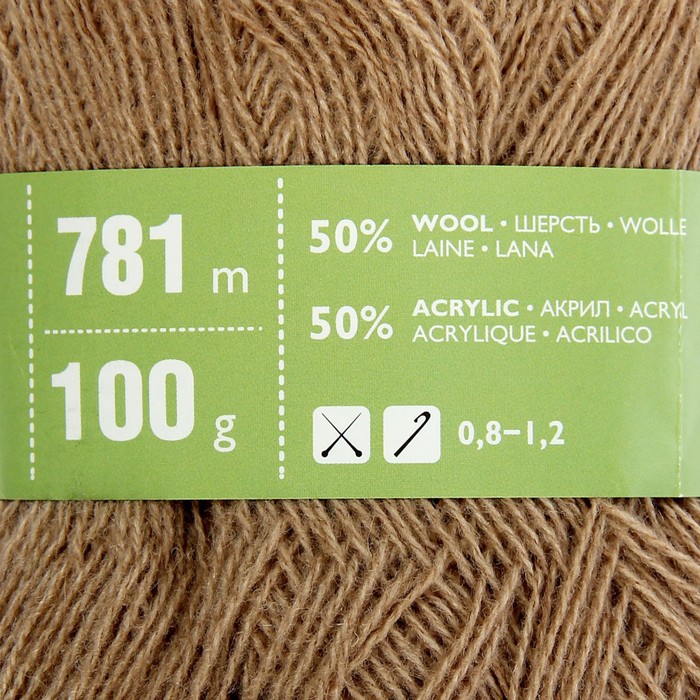 781 m
100 g
50% WOOL • ШЕРСТЬ • WOLLE
LAINE • LANA
50% ACRYLIC • АКРИЛ • ACRYL
ACRYLIQUE • ACRILICO
0,8–1,2